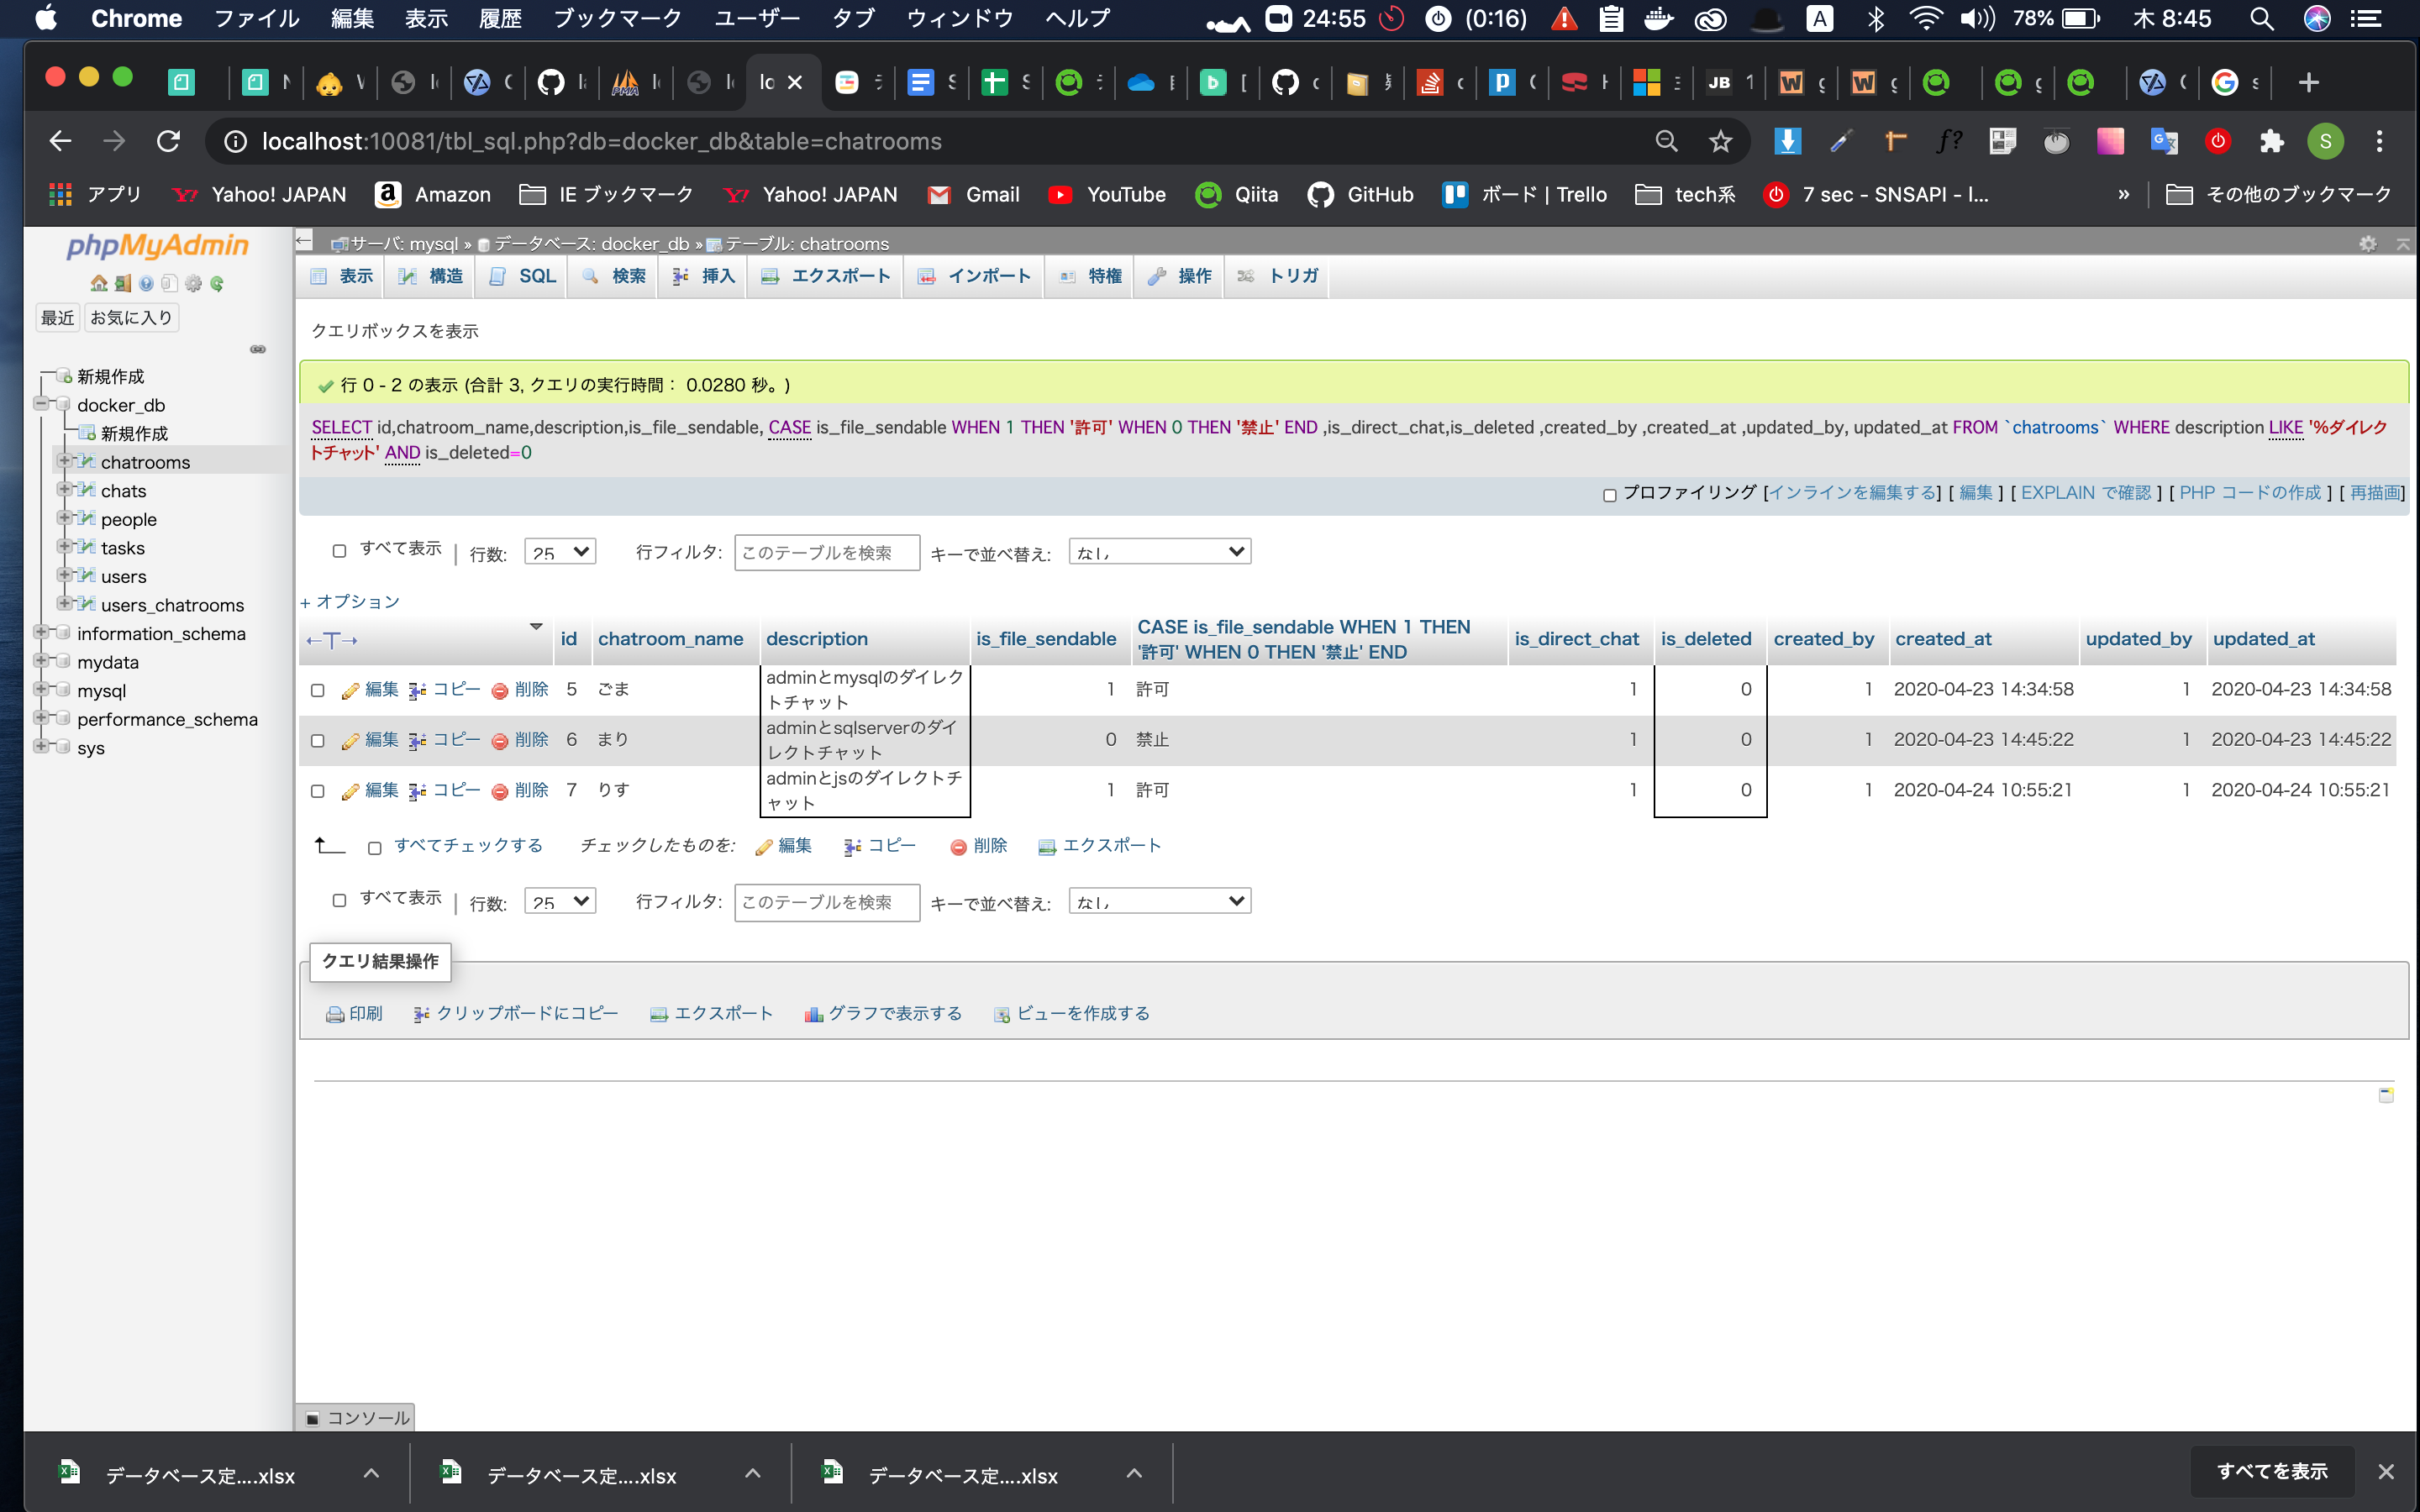 Chrome ファイル 編集 表示 履歴 ブックマーク ユーザー タブ ウィンドウ ヘルプ 24:55 (0:16) A 78% 木 8:45
lo
localhost:10081/tbl_sql.php?db=docker_db&table=chatrooms
アプリ Yahoo! JAPAN Amazon IE ブックマーク Yahoo! JAPAN Gmail YouTube Qiita GitHub ボード | Trello tech系 7 sec - SNSAPI - I... » その他のブックマーク
phpMyAdmin
最近 お気に入り
新規作成
docker_db
新規作成
chatrooms
chats
people
tasks
users
users_chatrooms
information_schema
mydata
mysql
performance_schema
sys
サーバ: mysql » データベース: docker_db » テーブル: chatrooms
表示 構造 SQL 検索 挿入 エクスポート インポート 特権 操作 トリガ
クエリボックスを表示
行 0 - 2 の表示 (合計 3, クエリの実行時間： 0.0280 秒。)
SELECT id,chatroom_name,description,is_file_sendable, CASE is_file_sendable WHEN 1 THEN '許可' WHEN 0 THEN '禁止' END ,is_direct_chat,is_deleted ,created_by ,created_at ,updated_by, updated_at FROM `chatrooms` WHERE description LIKE '%ダイレク
トチャット' AND is_deleted=0
プロファイリング [インラインを編集する] [ 編集 ] [ EXPLAIN で確認 ] [ PHP コードの作成 ] [ 再描画]
すべて表示 | 行数: 25 行フィルタ: このテーブルを検索 キーで並べ替え: なし
+ オプション
←T→ id chatroom_name description is_file_sendable CASE is_file_sendable WHEN 1 THEN '許可' WHEN 0 THEN '禁止' END is_direct_chat is_deleted created_by created_at updated_by updated_at
編集 コピー 削除 5 ごま adminとmysqlのダイレクトチャット 1 許可 1 0 1 2020-04-23 14:34:58 1 2020-04-23 14:34:58
編集 コピー 削除 6 まり adminとsqlserverのダイレクトチャット 0 禁止 1 0 1 2020-04-23 14:45:22 1 2020-04-23 14:45:22
編集 コピー 削除 7 りす adminとjsのダイレクトチャット 1 許可 1 0 1 2020-04-24 10:55:21 1 2020-04-24 10:55:21
すべてチェックする チェックしたものを: 編集 コピー 削除 エクスポート
すべて表示 | 行数: 25 行フィルタ: このテーブルを検索 キーで並べ替え: なし
クエリ結果操作
印刷 クリップボードにコピー エクスポート グラフで表示する ビューを作成する
コンソール
データベース定....xlsx データベース定....xlsx データベース定....xlsx すべてを表示